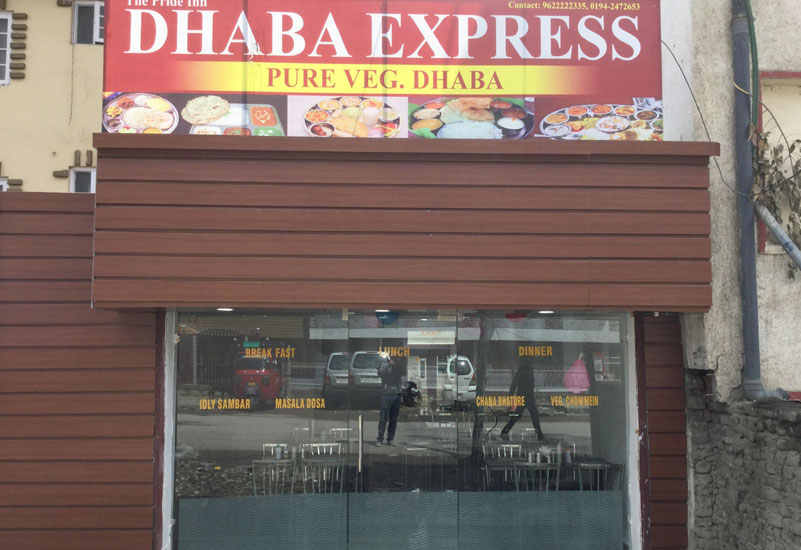 The Pride Inn
Contact: 9622222335, 0194-2472653
DHABA EXPRESS
PURE VEG. DHABA
BREAK FAST LUNCH DINNER
IDLY SAMBAR MASALA DOSA CHANA BHATURE VEG. CHOWMEIN